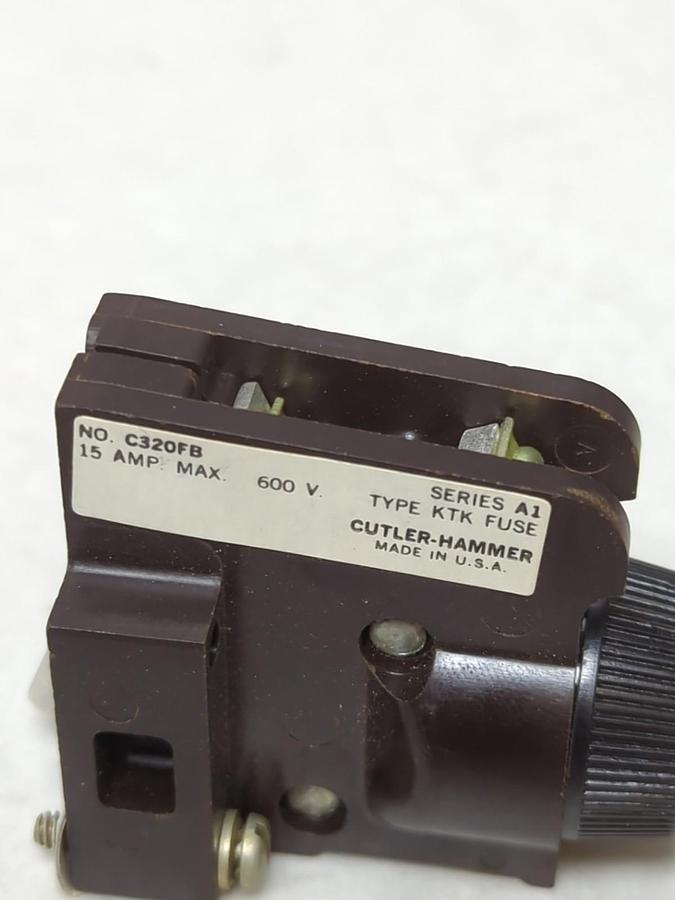 NO. C320FB
15 AMP. MAX. 600 V.
SERIES A1
TYPE KTK FUSE
CUTLER-HAMMER
MADE IN U.S.A.